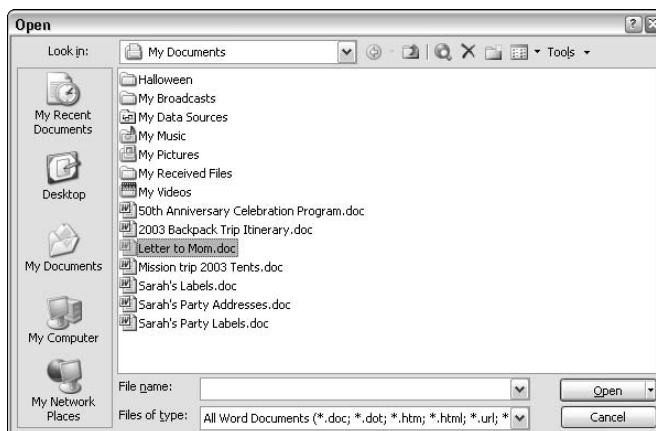 Open
Look in:
My Documents
Tools
My Recent
Documents
Desktop
My Documents
My Computer
My Network
Places
Halloween
My Broadcasts
My Data Sources
My Music
My Pictures
My Received Files
My Videos
50th Anniversary Celebration Program.doc
2003 Backpack Trip Itinerary.doc
Letter to Mom.doc
Mission trip 2003 Tents.doc
Sarah's Labels.doc
Sarah's Party Addresses.doc
Sarah's Party Labels.doc
File name:
Open
Files of type:
All Word Documents (*.doc; *.dot; *.htm; *.html; *.url; *
Cancel